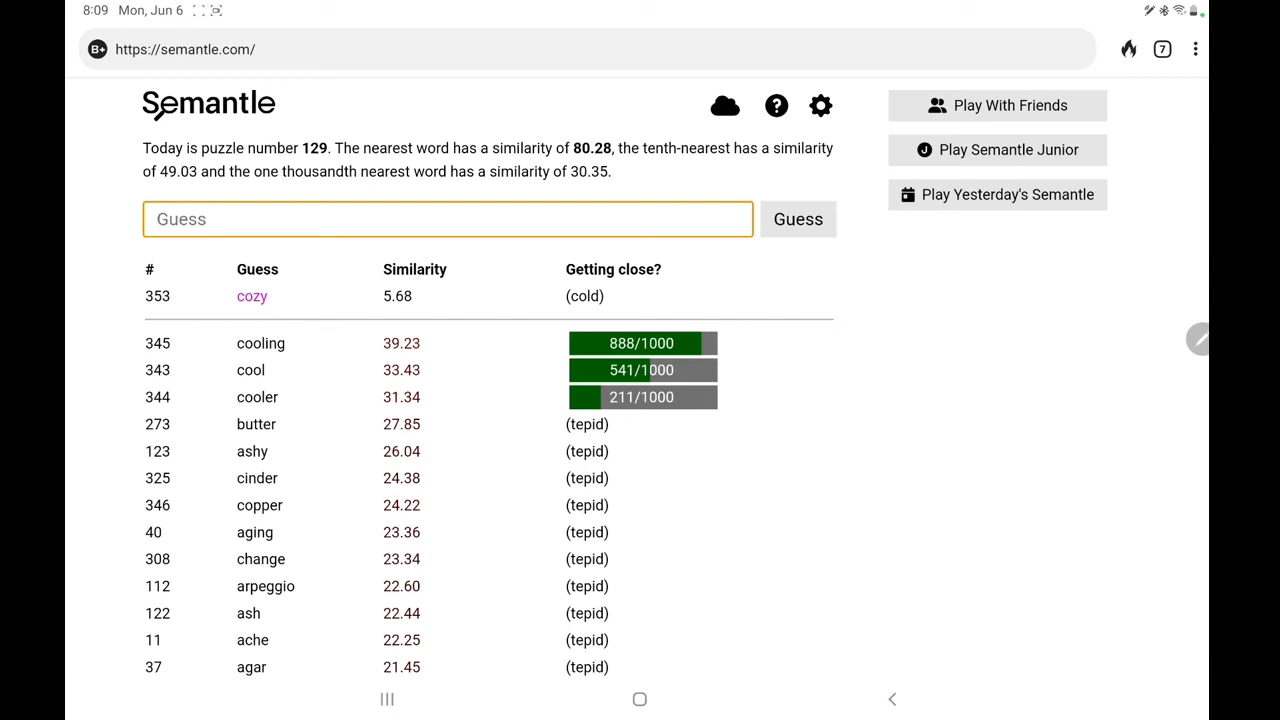 8:09 Mon, Jun 6
B+ https://semantle.com/ 7
Semantle ?
Play With Friends
Today is puzzle number 129. The nearest word has a similarity of 80.28, the tenth-nearest has a similarity
of 49.03 and the one thousandth nearest word has a similarity of 30.35.
J Play Semantle Junior
Play Yesterday's Semantle
Guess Guess
# Guess Similarity Getting close?
353 cozy 5.68 (cold)
345 cooling 39.23 888/1000
343 cool 33.43 541/1000
344 cooler 31.34 211/1000
273 butter 27.85 (tepid)
123 ashy 26.04 (tepid)
325 cinder 24.38 (tepid)
346 copper 24.22 (tepid)
40 aging 23.36 (tepid)
308 change 23.34 (tepid)
112 arpeggio 22.60 (tepid)
122 ash 22.44 (tepid)
11 ache 22.25 (tepid)
37 agar 21.45 (tepid)